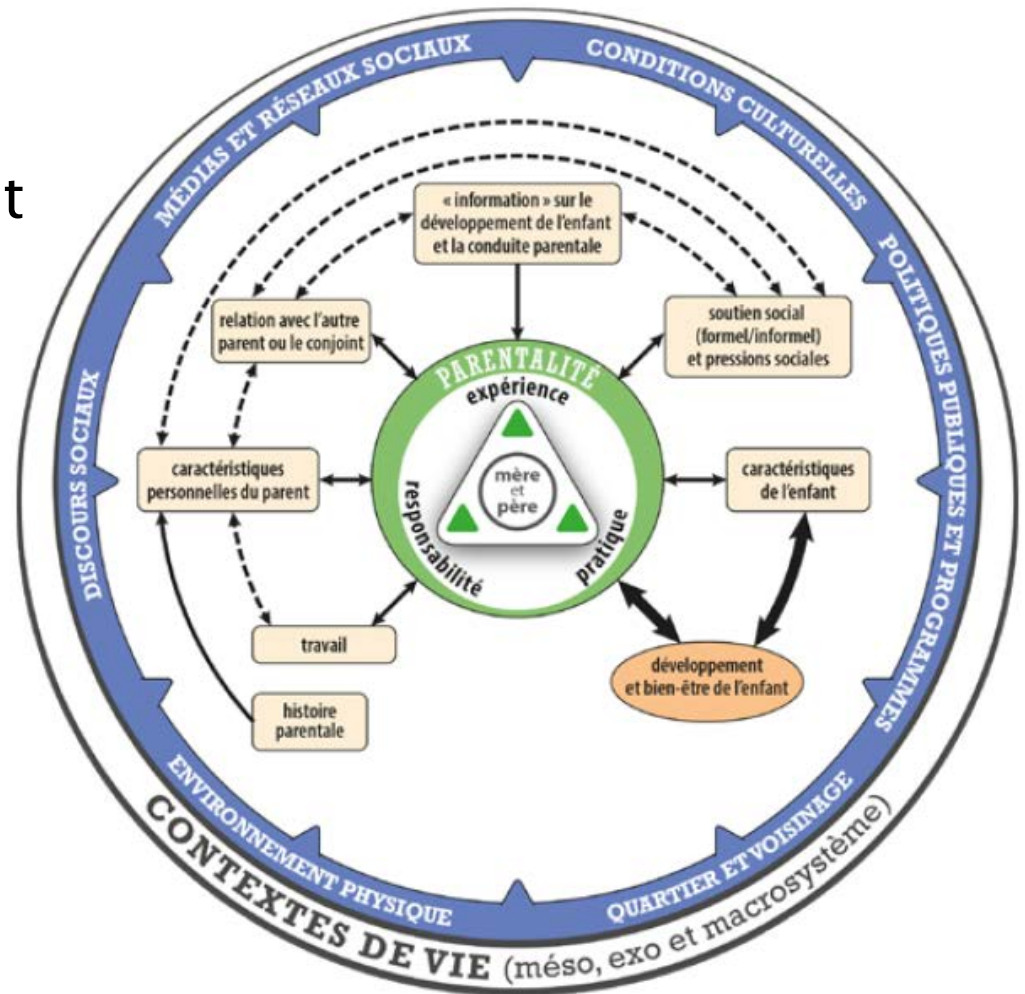 t
MÉDIAS ET RÉSEAUX SOCIAUX
CONDITIONS CULTURELLES
POLITIQUES PUBLIQUES ET PROGRAMMES
QUARTIER ET VOISINAGE
ENVIRONNEMENT PHYSIQUE
DISCOURS SOCIAUX
« information » sur le
développement de l'enfant
et la conduite parentale
relation avec l'autre
parent ou le conjoint
soutien social
(formel/informel)
et pressions sociales
PARENTALITÉ
expérience
mère
et
père
responsabilité
pratique
caractéristiques
personnelles du parent
caractéristiques
de l'enfant
travail
développement
et bien-être de l'enfant
histoire
parentale
CONTEXTES DE VIE (méso, exo et macrosystème)